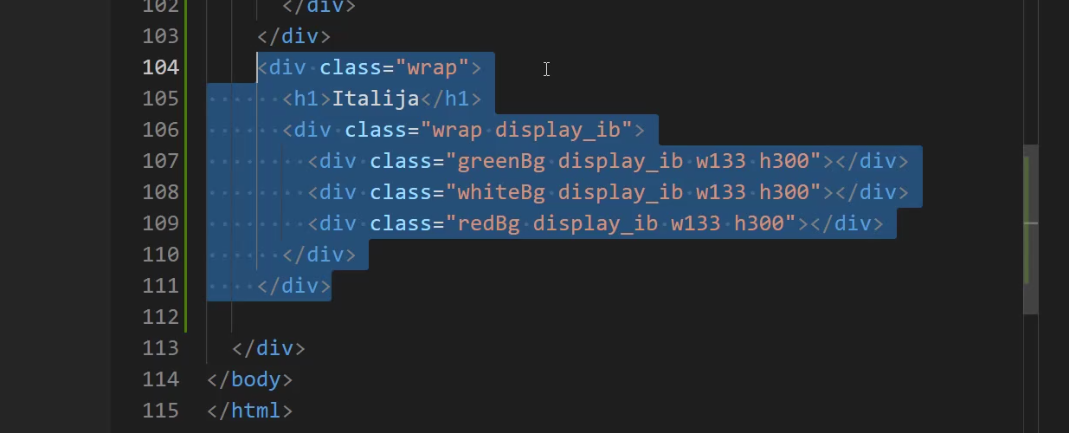 102 </div>
103 </div>
104 <div class="wrap">
105 <h1>Italija</h1>
106 <div class="wrap display_ib">
107 <div class="greenBg display_ib w133 h300"></div>
108 <div class="whiteBg display_ib w133 h300"></div>
109 <div class="redBg display_ib w133 h300"></div>
110 </div>
111 </div>
112
113 </div>
114 </body>
115 </html>